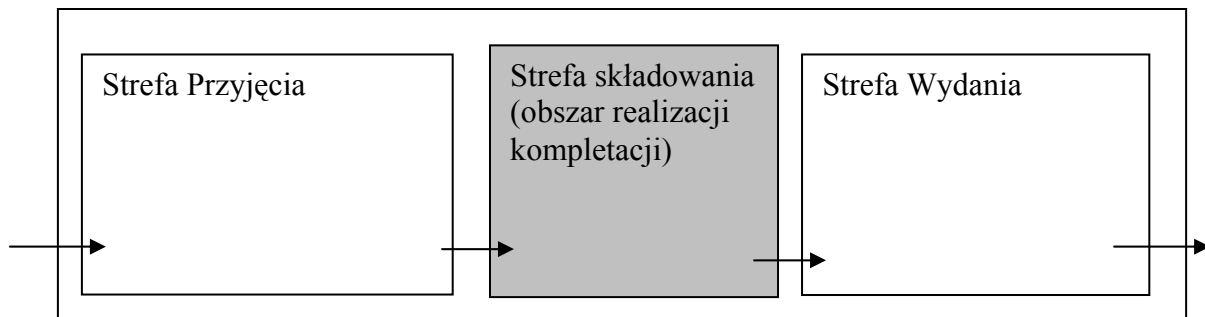 Strefa Przyjęcia
Strefa składowania
(obszar realizacji
kompletacji)
Strefa Wydania